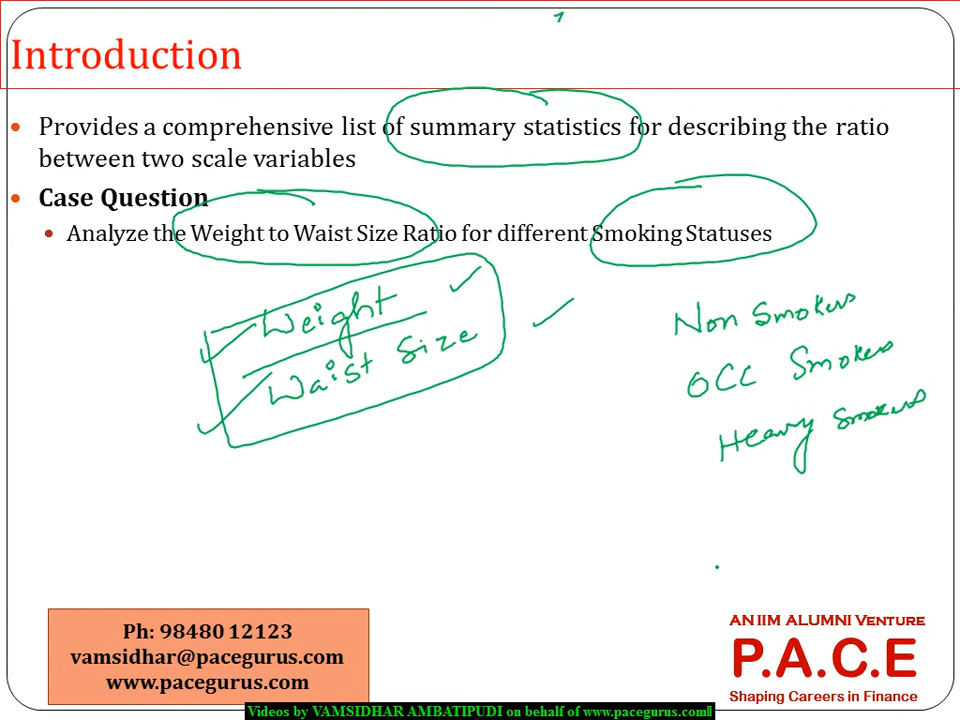 Introduction
Provides a comprehensive list of summary statistics for describing the ratio
between two scale variables
Case Question
Analyze the Weight to Waist Size Ratio for different Smoking Statuses
Weight
Waist Size
Non Smokers
OCC Smokers
Heavy Smokers
Ph: 98480 12123
vamsidhar@pacegurus.com
www.pacegurus.com
AN IIM ALUMNI VENTURE
P.A.C.E
Shaping Careers in Finance
Videos by VAMSIDHAR AMBATIPUDI on behalf of www.pacegurus.com